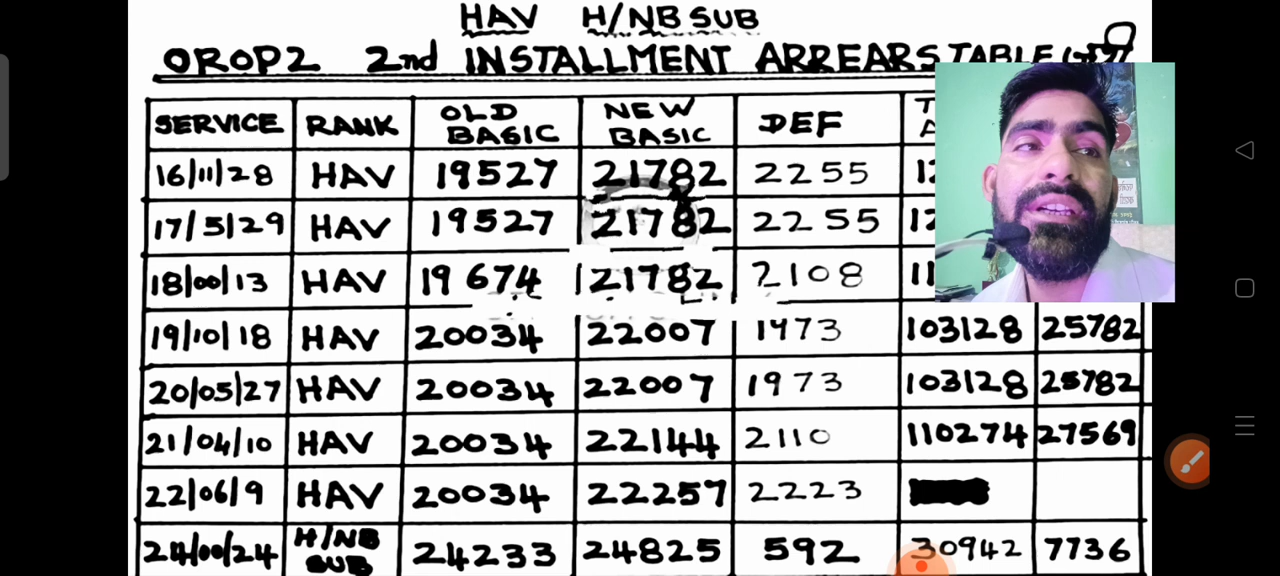 HAV H/NB SUB
OROP2 2nd INSTALLMENT ARREARS TABLE
SERVICE RANK OLD BASIC NEW BASIC DEF
16/11/28 HAV 19527 21782 2255
17/5/29 HAV 19527 21782 2255
18/00/13 HAV 19674 21782 2108
19/10/18 HAV 20034 22007 1973 103128 25782
20/05/27 HAV 20034 22007 1973 103128 25782
21/04/10 HAV 20034 22144 2110 110274 27569
22/06/9 HAV 20034 22257 2223
24/00/24 H/NB SUB 24233 24825 592 30942 7736